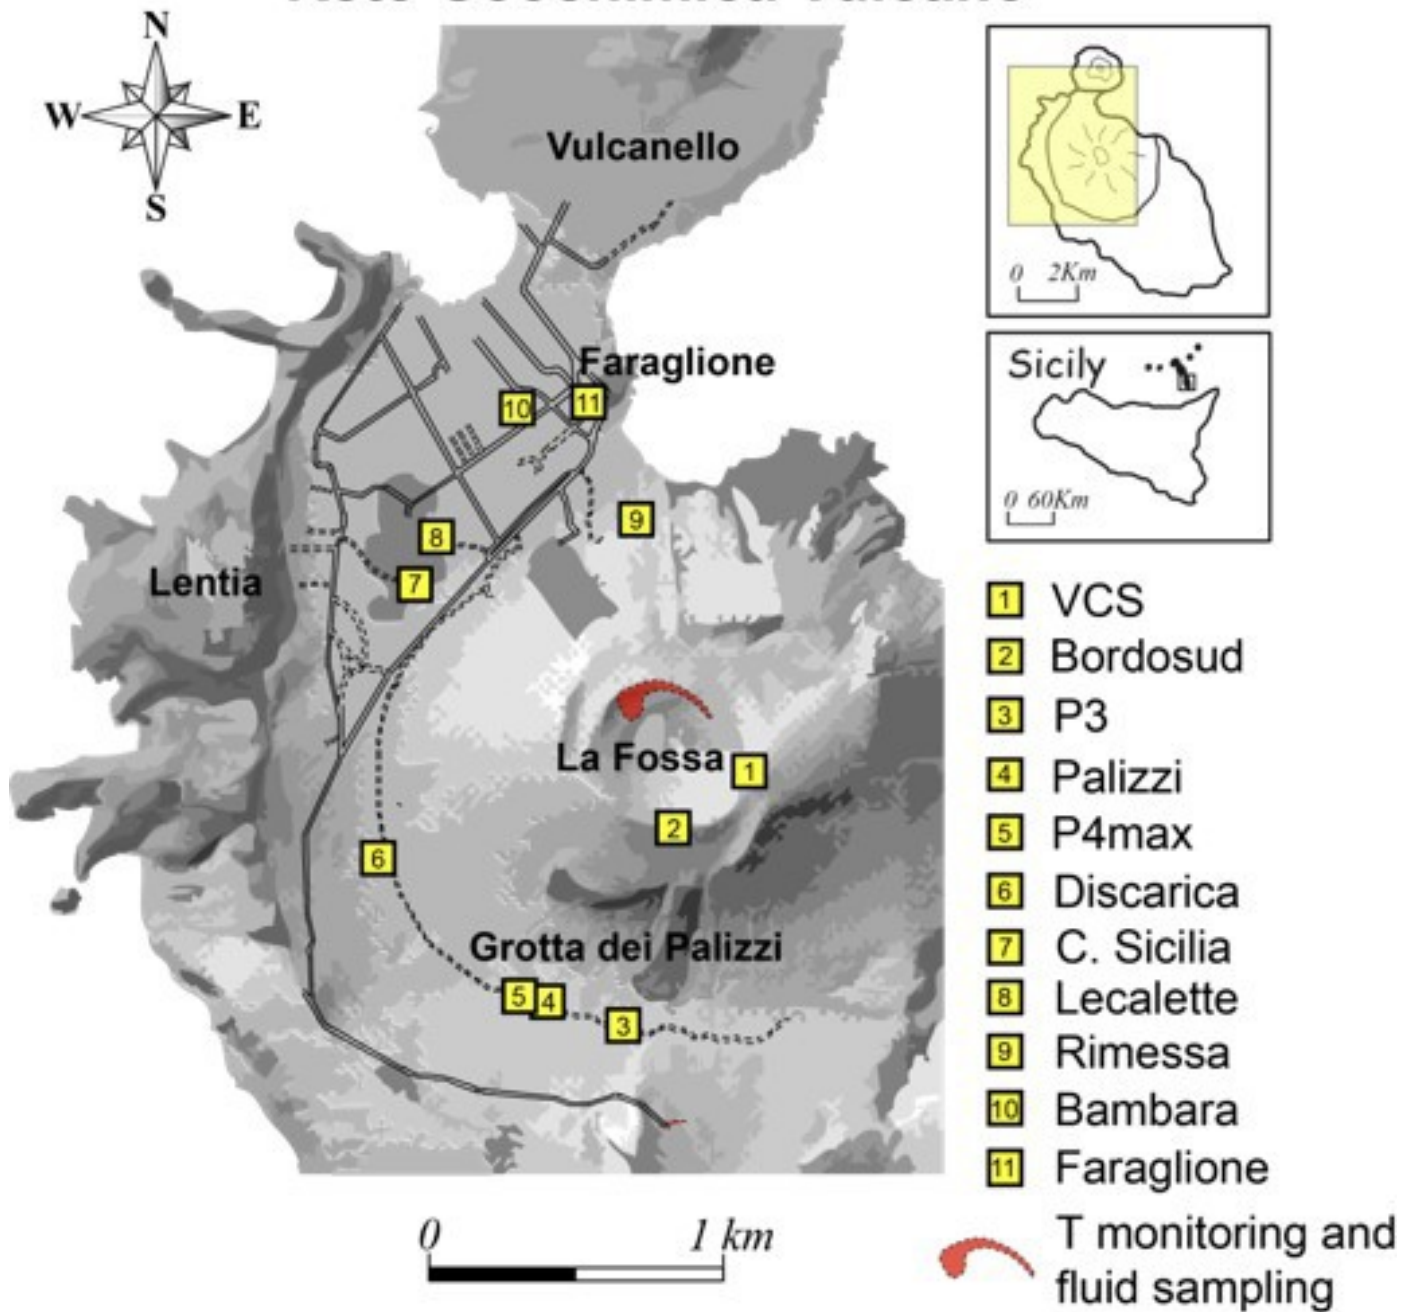 N
W E
S
Vulcanello
Faraglione
10
11
9
8
7
Lentia
La Fossa
1
2
6
Grotta dei Palizzi
5
4
3
0 1 km
0 2Km
Sicily
0 60Km
1 VCS
2 Bordosud
3 P3
4 Palizzi
5 P4max
6 Discarica
7 C. Sicilia
8 Lecalette
9 Rimessa
10 Bambara
11 Faraglione
T monitoring and
fluid sampling